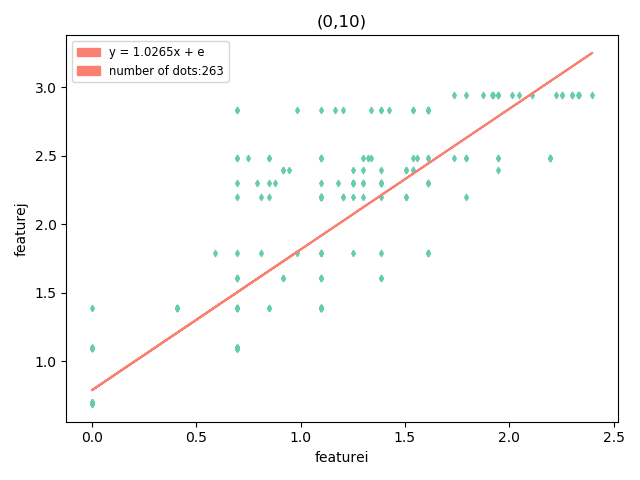 (0,10)
y = 1.0265x + e
number of dots:263
featurej
3.0
2.5
2.0
1.5
1.0
0.0 0.5 1.0 1.5 2.0 2.5
featurei